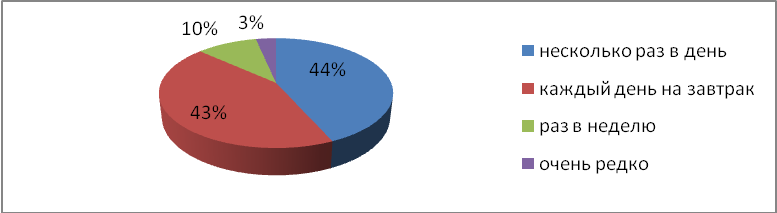 10%
3%
44%
43%
несколько раз в день
каждый день на завтрак
раз в неделю
очень редко